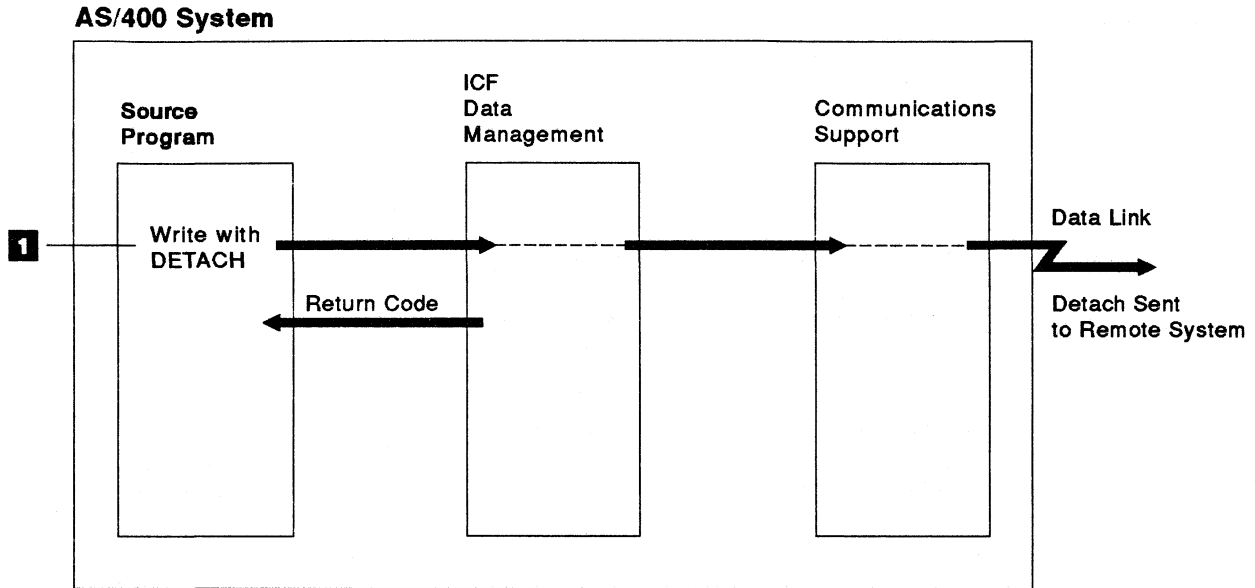 AS/400 System
Source
Program
ICF
Data
Management
Communications
Support
1
Write with
DETACH
Return Code
Data Link
Detach Sent
to Remote System